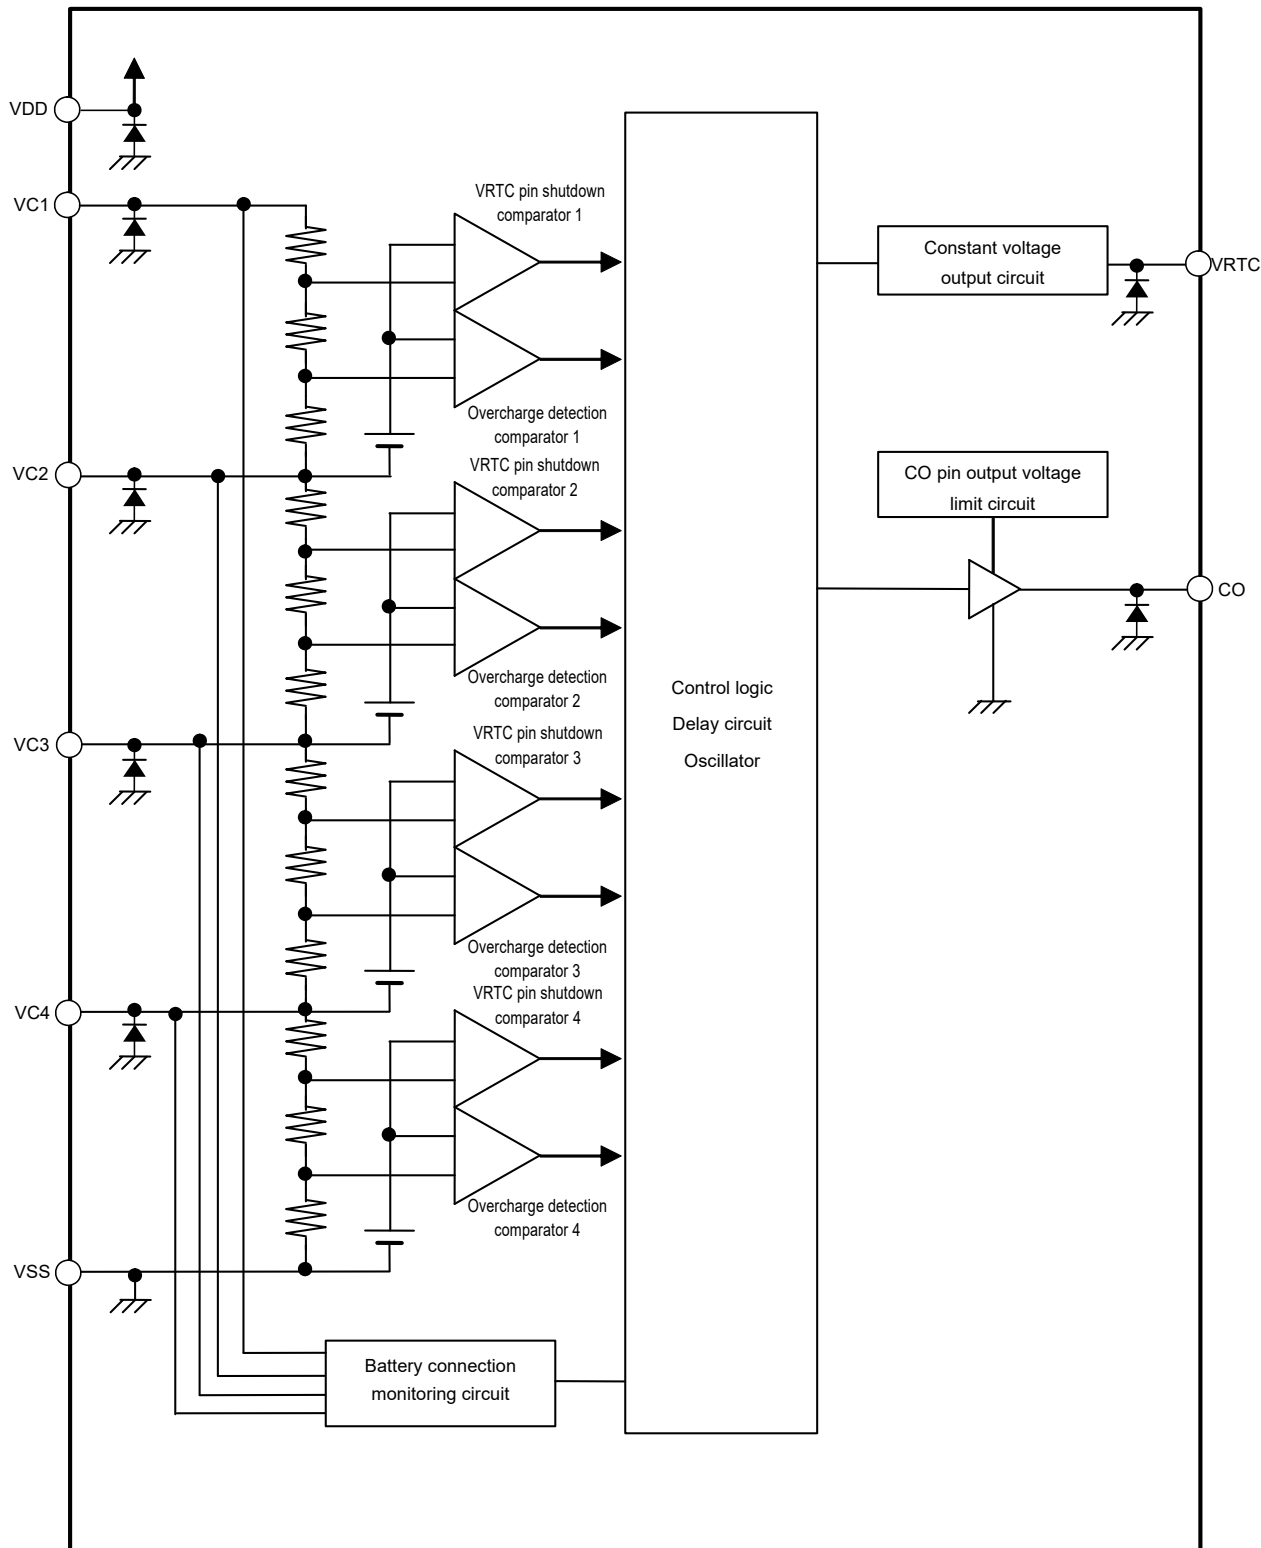 VDD
VC1
VRTC pin shutdown
comparator 1
Constant voltage
output circuit
VRTC
Overcharge detection
comparator 1
VC2
VRTC pin shutdown
comparator 2
CO pin output voltage
limit circuit
CO
Overcharge detection
comparator 2
Control logic
Delay circuit
Oscillator
VC3
VRTC pin shutdown
comparator 3
Overcharge detection
comparator 3
VC4
VRTC pin shutdown
comparator 4
Overcharge detection
comparator 4
VSS
Battery connection
monitoring circuit